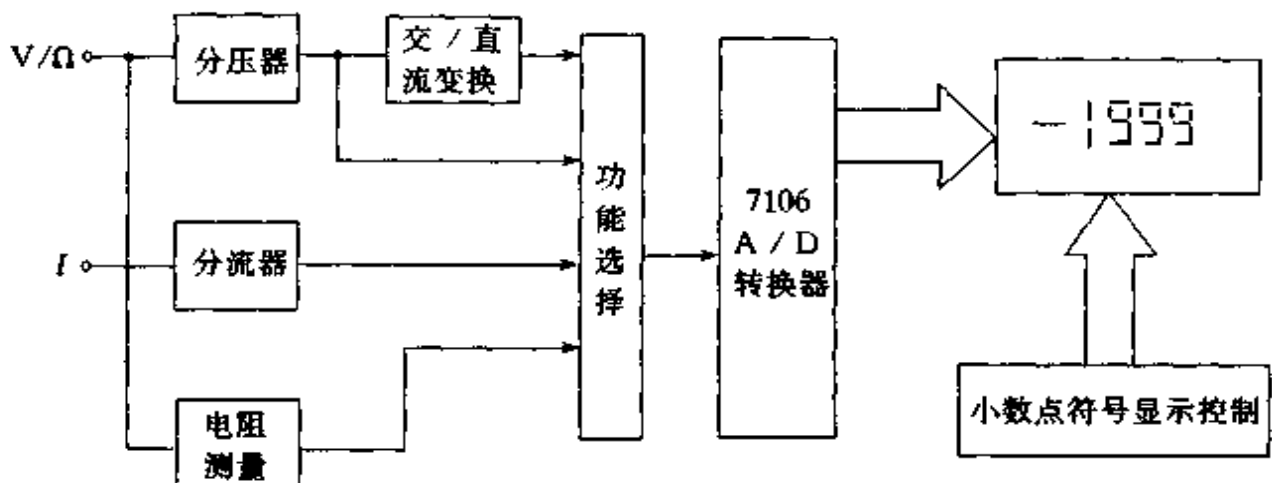 V/Ω
分压器
交/直
流变换
功
能
选
择
7106
A/D
转换器
-1999
I
分流器
电阻
测量
小数点符号显示控制